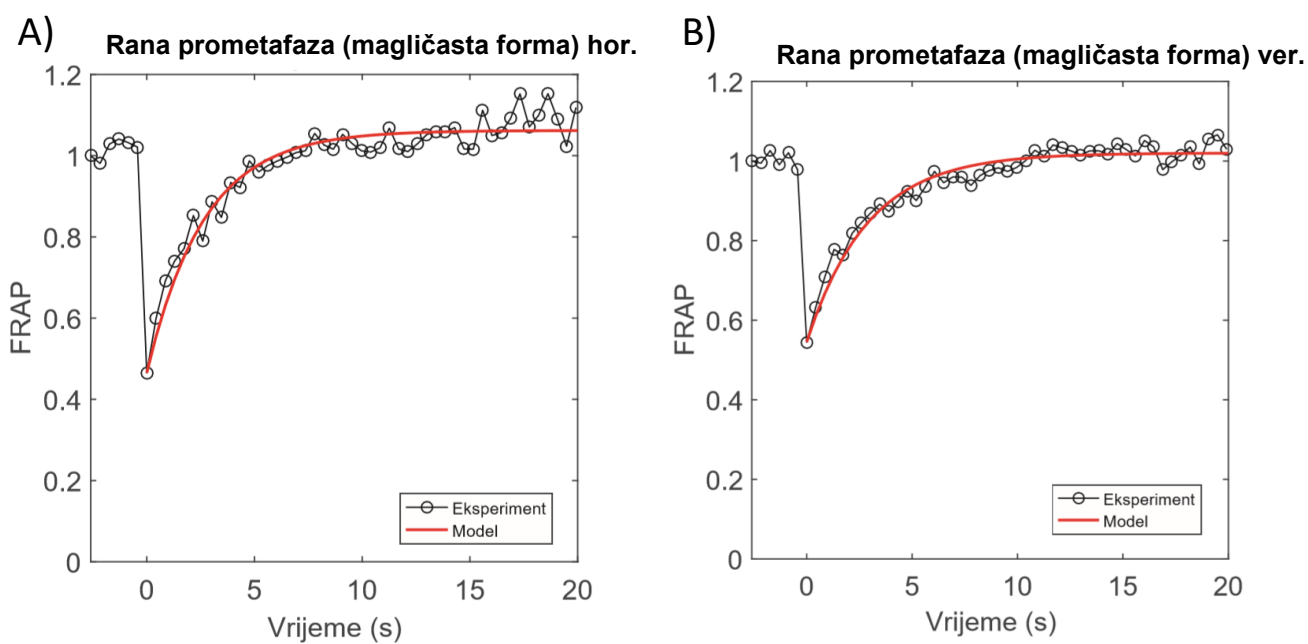 A)
Rana prometafaza (magličasta forma) hor.
1.2
1
0.8
0.6
0.4
0.2
0
FRAP
0 5 10 15 20
Vrijeme (s)
Eksperiment
Model
B)
Rana prometafaza (magličasta forma) ver.
1.2
1.0
0.8
0.6
0.4
0.2
0
FRAP
0 5 10 15 20
Vrijeme (s)
Eksperiment
Model